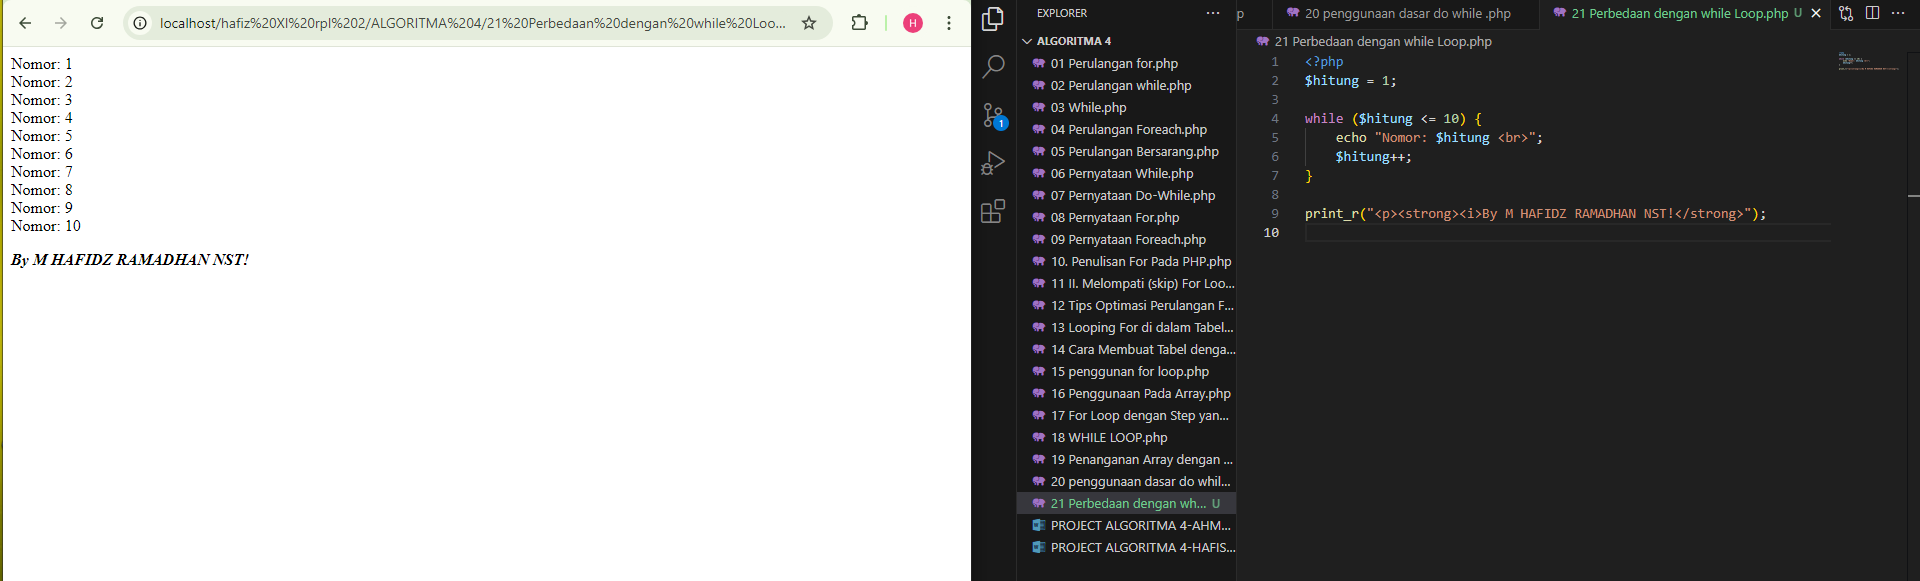 localhost/hafiz%20XI%20rpl%202/ALGORITMA%204/21%20Perbedaan%20dengan%20while%20Loo...
H
Nomor: 1
Nomor: 2
Nomor: 3
Nomor: 4
Nomor: 5
Nomor: 6
Nomor: 7
Nomor: 8
Nomor: 9
Nomor: 10
By M HAFIDZ RAMADHAN NST!
1
EXPLORER
ALGORITMA 4
01 Perulangan for.php
02 Perulangan while.php
03 While.php
04 Perulangan Foreach.php
05 Perulangan Bersarang.php
06 Pernyataan While.php
07 Pernyataan Do-While.php
08 Pernyataan For.php
09 Pernyataan Foreach.php
10. Penulisan For Pada PHP.php
11 II. Melompati (skip) For Loo...
12 Tips Optimasi Perulangan F...
13 Looping For di dalam Tabel...
14 Cara Membuat Tabel denga...
15 penggunan for loop.php
16 Penggunaan Pada Array.php
17 For Loop dengan Step yan...
18 WHILE LOOP.php
19 Penanganan Array dengan ...
20 penggunaan dasar do whil...
21 Perbedaan dengan wh... U
PROJECT ALGORITMA 4-AHM...
PROJECT ALGORITMA 4-HAFIS...
p
20 penggunaan dasar do while .php
21 Perbedaan dengan while Loop.php U
21 Perbedaan dengan while Loop.php
1 <?php
2 $hitung = 1;
3
4 while ($hitung <= 10) {
5     echo "Nomor: $hitung <br>";
6     $hitung++;
7 }
8
9 print_r("<p><strong><i>By M HAFIDZ RAMADHAN NST!</strong>");
10